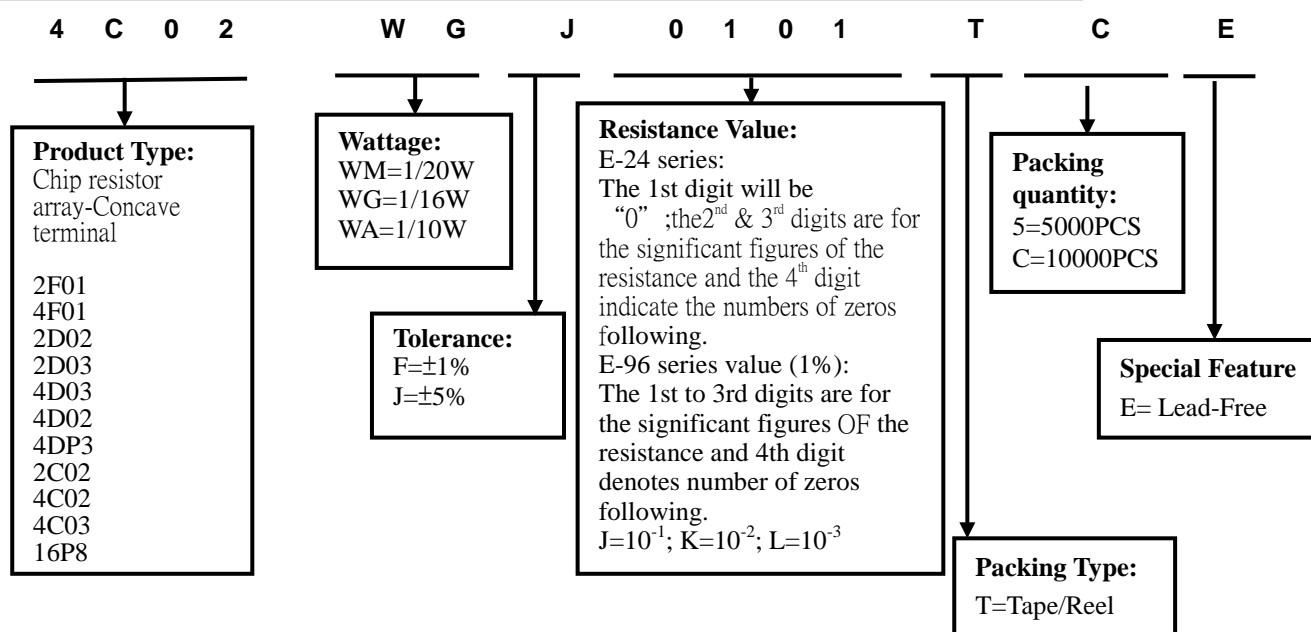 4 C 0 2 W G J 0 1 0 1 T C E
Product Type:
Chip resistor
array-Concave
terminal
2F01
4F01
2D02
2D03
4D03
4D02
4DP3
2C02
4C02
4C03
16P8
Wattage:
WM=1/20W
WG=1/16W
WA=1/10W
Tolerance:
F=±1%
J=±5%
Resistance Value:
E-24 series:
The 1st digit will be
“0” ;the2nd & 3rd digits are for
the significant figures of the
resistance and the 4th digit
indicate the numbers of zeros
following.
E-96 series value (1%):
The 1st to 3rd digits are for
the significant figures OF the
resistance and 4th digit
denotes number of zeros
following.
J=10-1; K=10-2; L=10-3
Packing
quantity:
5=5000PCS
C=10000PCS
Special Feature
E= Lead-Free
Packing Type:
T=Tape/Reel